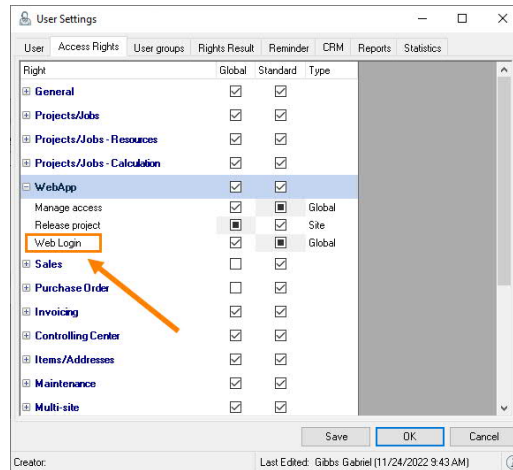 User Settings
User Access Rights User groups Rights Result Reminder CRM Reports Statistics
Right Global Standard Type
General
Projects/Jobs
Projects/Jobs - Resources
Projects/Jobs - Calculation
WebApp
Manage access Global
Release project Site
Web Login Global
Sales
Purchase Order
Invoicing
Controlling Center
Items/Addresses
Maintenance
Multi-site
Save OK Cancel
Creator: Last Edited: Gibbs Gabriel (11/24/2022 9:43 AM)